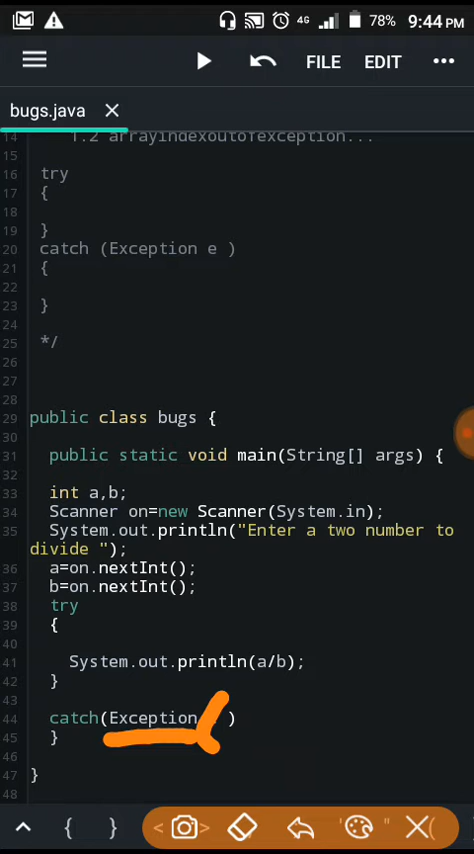 4G 78% 9:44 PM
FILE EDIT
bugs.java
14 1.2 arrayindexoutofexception...
15
16 try
17 {
18
19 }
20 catch (Exception e )
21 {
22
23 }
24
25 */
26
27
28
29 public class bugs {
30
31 public static void main(String[] args) {
32
33 int a,b;
34 Scanner on=new Scanner(System.in);
35 System.out.println("Enter a two number to
divide ");
36 a=on.nextInt();
37 b=on.nextInt();
38 try
39 {
40
41 System.out.println(a/b);
42 }
43
44 catch(Exception )
45 }
46
47 }
48
{ } < > ' " (